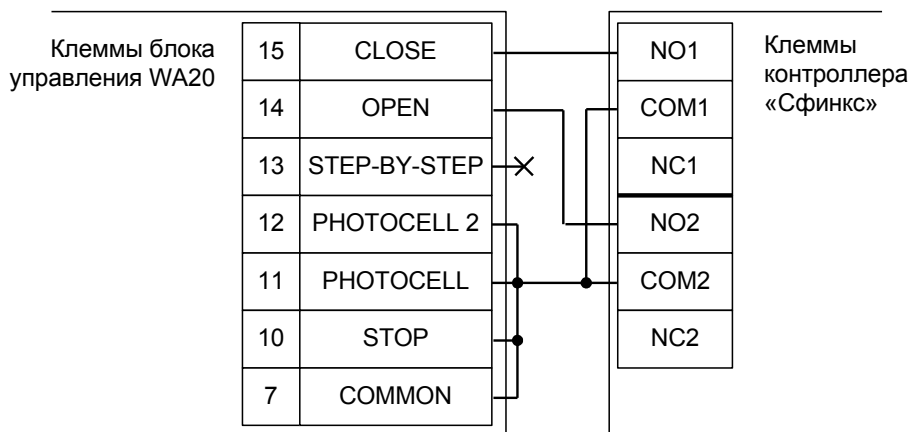 Клеммы блока
управления WA20
15 CLOSE
14 OPEN
13 STEP-BY-STEP
12 PHOTOCELL 2
11 PHOTOCELL
10 STOP
7 COMMON
NO1
COM1
NC1
NO2
COM2
NC2
Клеммы
контроллера
«Сфинкс»